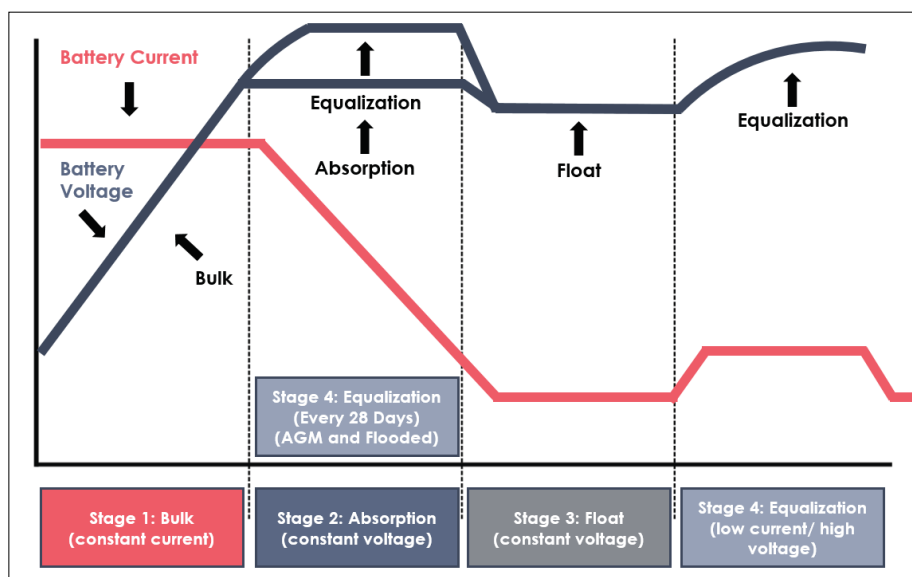 Battery Current
Equalization
Equalization
Absorption
Battery
Voltage
Float
Bulk
Stage 4: Equalization
(Every 28 Days)
(AGM and Flooded)
Stage 1: Bulk
(constant current)
Stage 2: Absorption
(constant voltage)
Stage 3: Float
(constant voltage)
Stage 4: Equalization
(low current/ high
voltage)